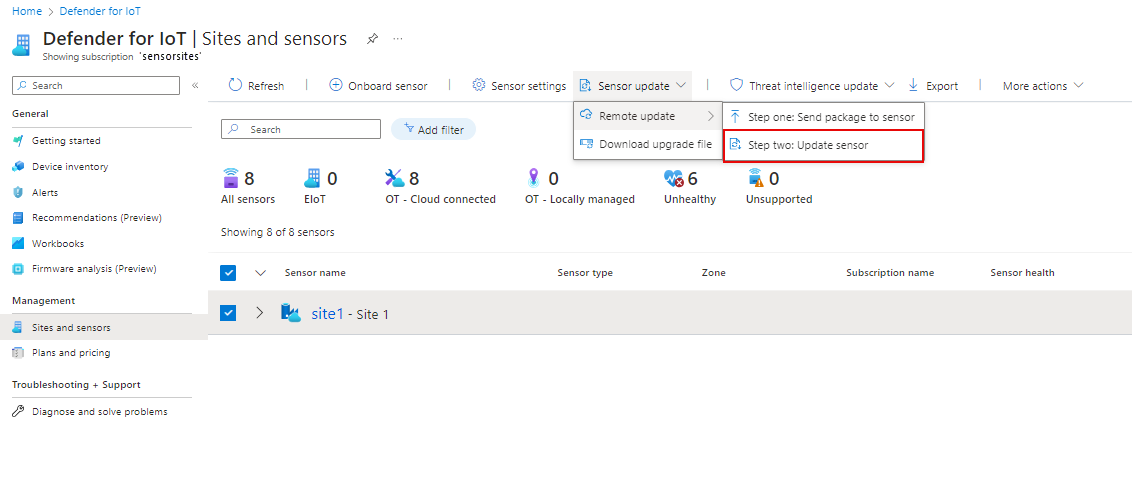 Home > Defender for IoT
Defender for IoT | Sites and sensors ...
Showing subscription 'sensorsites'
Search «
General
Getting started
Device inventory
Alerts
Recommendations (Preview)
Workbooks
Firmware analysis (Preview)
Management
Sites and sensors
Plans and pricing
Troubleshooting + Support
Diagnose and solve problems
Refresh | Onboard sensor | Sensor settings Sensor update | Threat intelligence update Export | More actions
Remote update > Step one: Send package to sensor
Download upgrade file Step two: Update sensor
Search Add filter
8 0 8 0 6 0
All sensors EIoT OT - Cloud connected OT - Locally managed Unhealthy Unsupported
Showing 8 of 8 sensors
Sensor name Sensor type Zone Subscription name Sensor health
site1 - Site 1